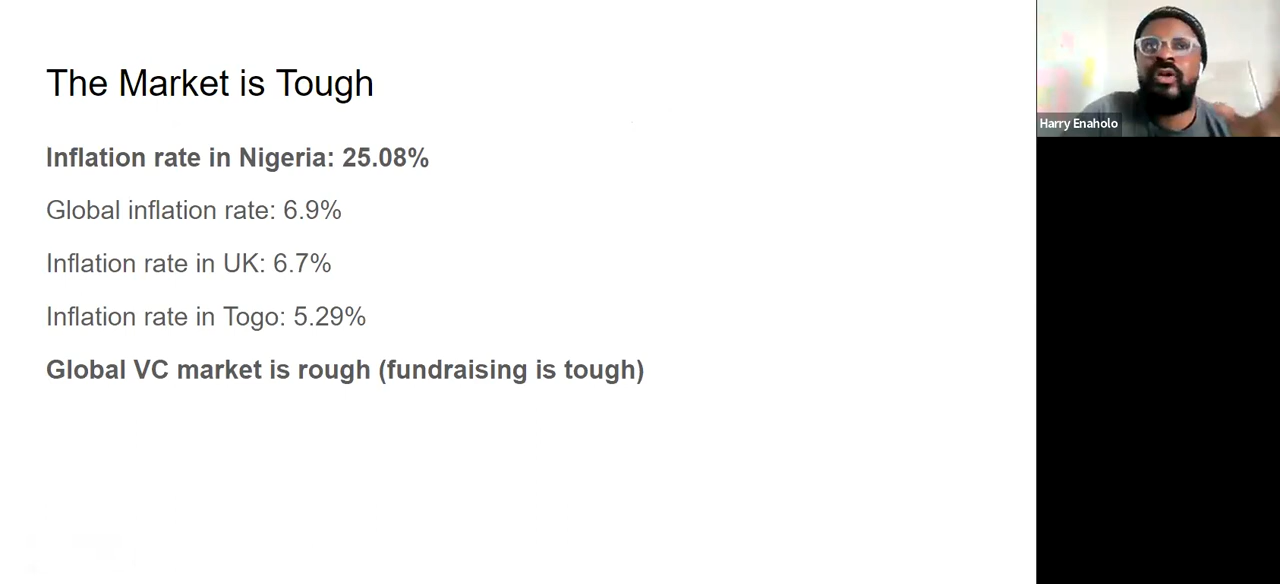 The Market is Tough
Inflation rate in Nigeria: 25.08%
Global inflation rate: 6.9%
Inflation rate in UK: 6.7%
Inflation rate in Togo: 5.29%
Global VC market is rough (fundraising is tough)
Harry Enaholo